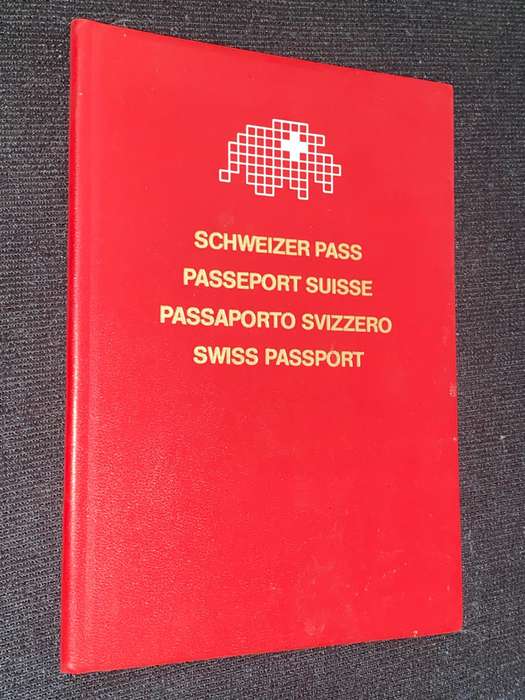 SCHWEIZER PASS
PASSEPORT SUISSE
PASSAPORTO SVIZZERO
SWISS PASSPORT